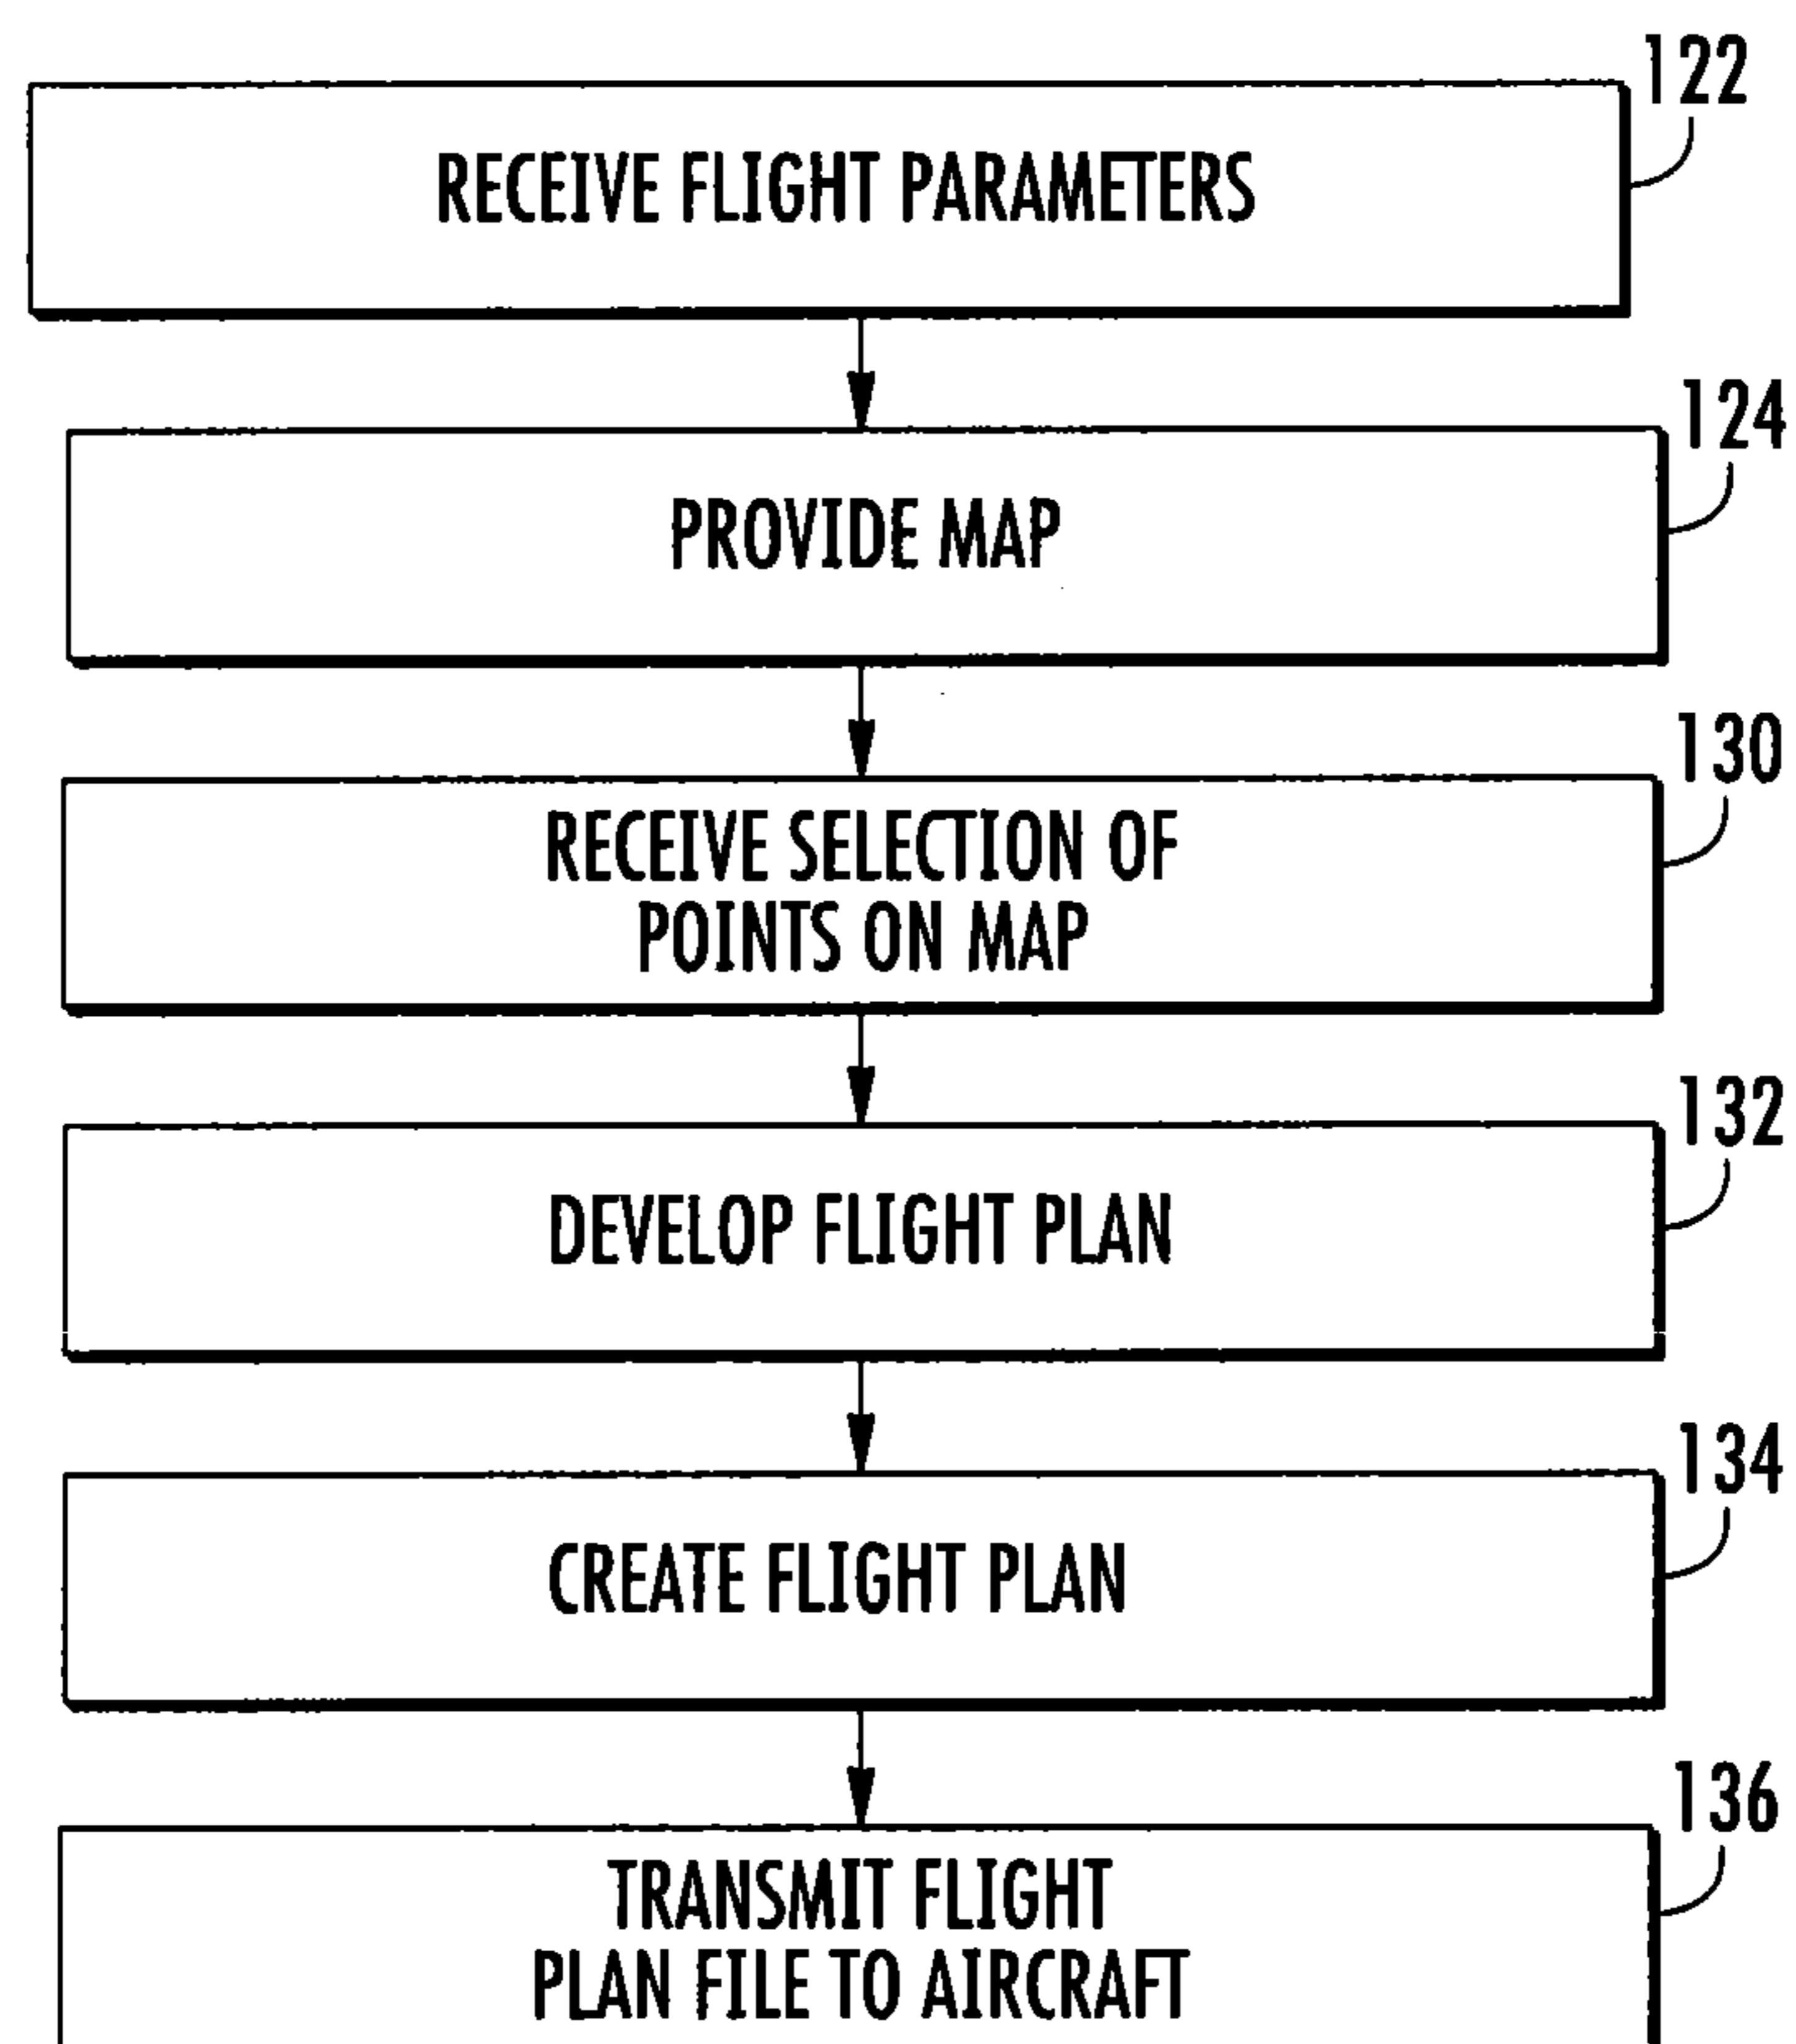 122
RECEIVE FLIGHT PARAMETERS
124
PROVIDE MAP
130
RECEIVE SELECTION OF
POINTS ON MAP
132
DEVELOP FLIGHT PLAN
134
CREATE FLIGHT PLAN
136
TRANSMIT FLIGHT
PLAN FILE TO AIRCRAFT